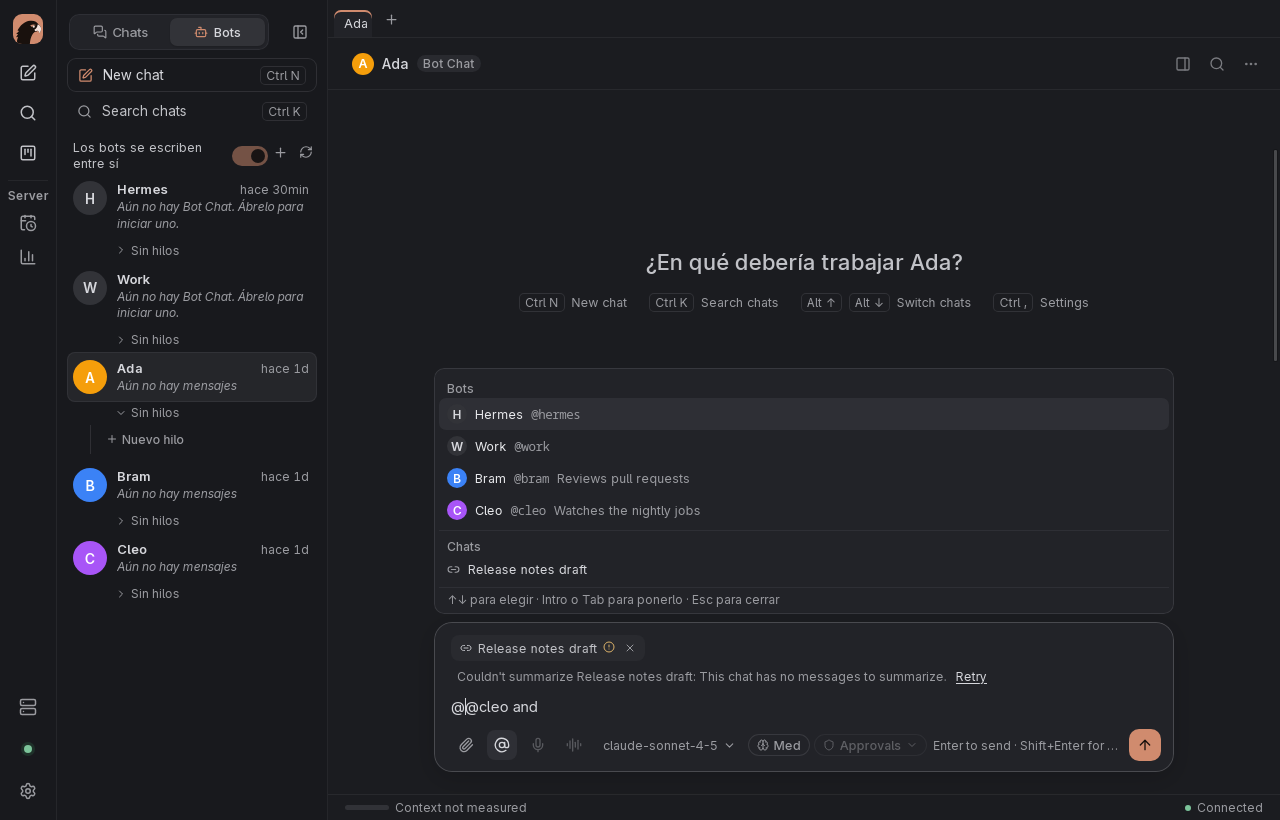 Chats
Bots
New chat
Ctrl N
Search chats
Ctrl K
Los bots se escriben
entre sí
Server
H
Hermes
hace 30min
Aún no hay Bot Chat. Ábrelo para
iniciar uno.
Sin hilos
W
Work
Aún no hay Bot Chat. Ábrelo para
iniciar uno.
Sin hilos
A
Ada
hace 1d
Aún no hay mensajes
Sin hilos
Nuevo hilo
B
Bram
hace 1d
Aún no hay mensajes
Sin hilos
C
Cleo
hace 1d
Aún no hay mensajes
Sin hilos
Ada
A
Ada
Bot Chat
¿En qué debería trabajar Ada?
Ctrl N New chat Ctrl K Search chats Alt ↑ Alt ↓ Switch chats Ctrl , Settings
Bots
H Hermes @hermes
W Work @work
B Bram @bram Reviews pull requests
C Cleo @cleo Watches the nightly jobs
Chats
Release notes draft
↑↓ para elegir · Intro o Tab para ponerlo · Esc para cerrar
Release notes draft
Couldn't summarize Release notes draft: This chat has no messages to summarize. Retry
@@cleo and
claude-sonnet-4-5 Med Approvals Enter to send · Shift+Enter for …
Context not measured
Connected